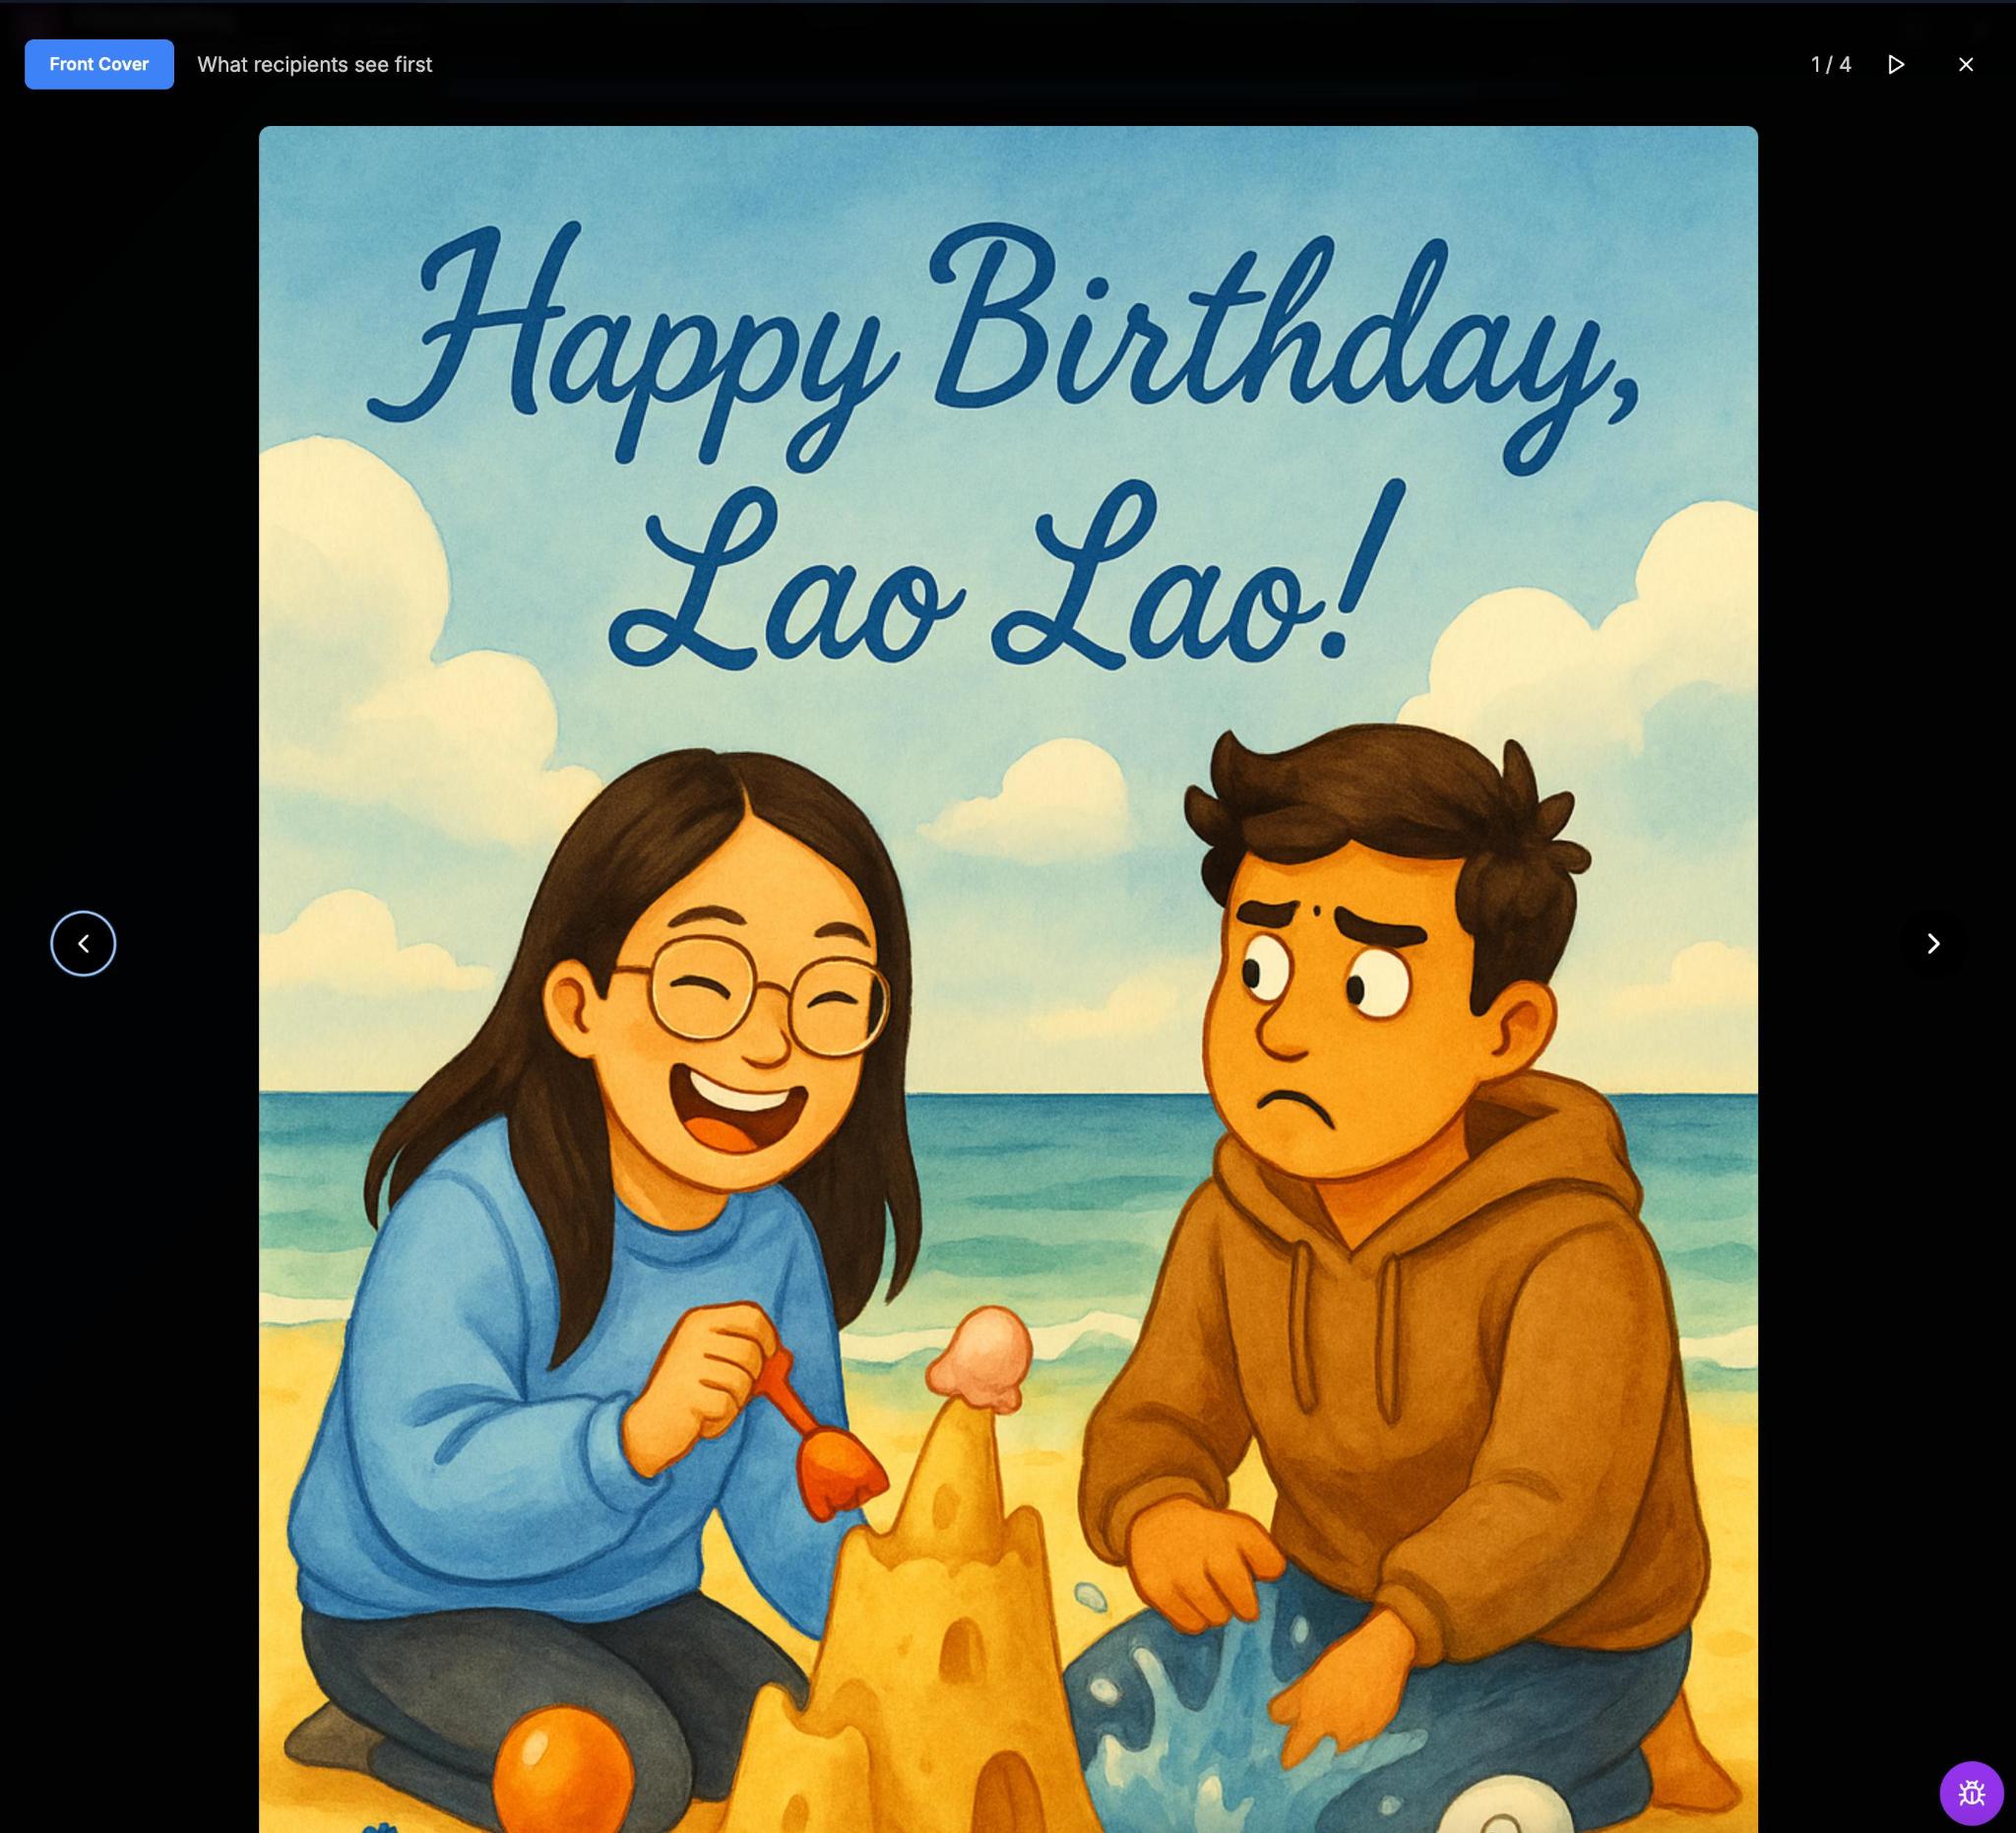 Front Cover What recipients see first 1 / 4
Happy Birthday,
Lao Lao!